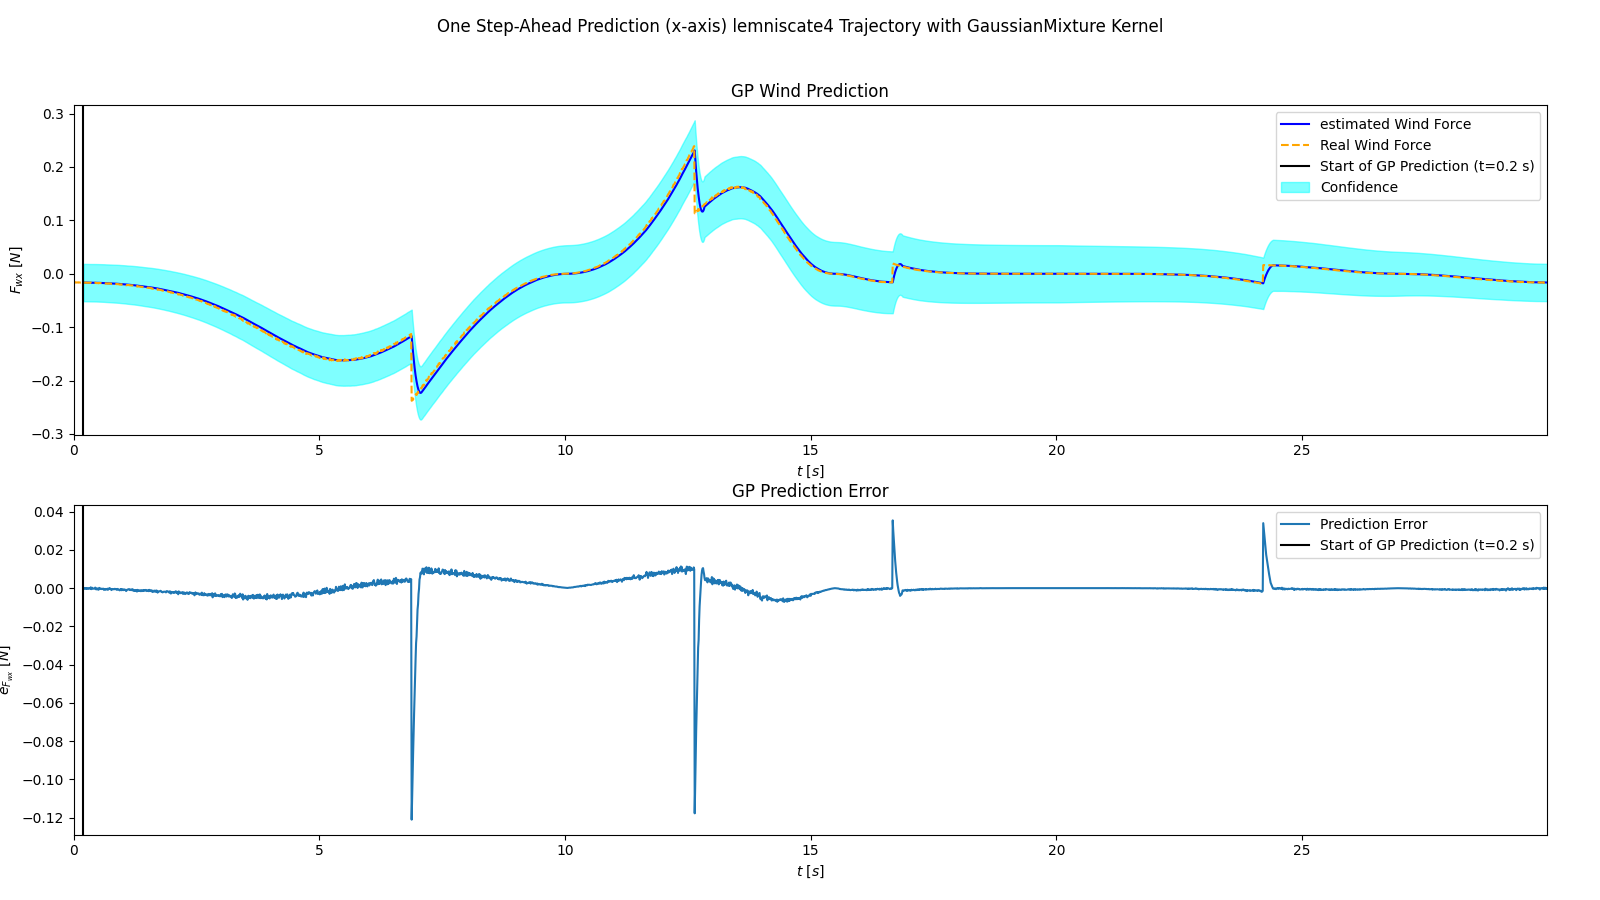 One Step-Ahead Prediction (x-axis) lemniscate4 Trajectory with GaussianMixture Kernel
GP Wind Prediction
0.3
0.2
0.1
0.0
−0.1
−0.2
−0.3
F_wx [N]
estimated Wind Force
Real Wind Force
Start of GP Prediction (t=0.2 s)
Confidence
0 5 10 15 20 25
t [s]
GP Prediction Error
0.04
0.02
0.00
−0.02
−0.04
−0.06
−0.08
−0.10
−0.12
e_F_wx [N]
Prediction Error
Start of GP Prediction (t=0.2 s)
0 5 10 15 20 25
t [s]